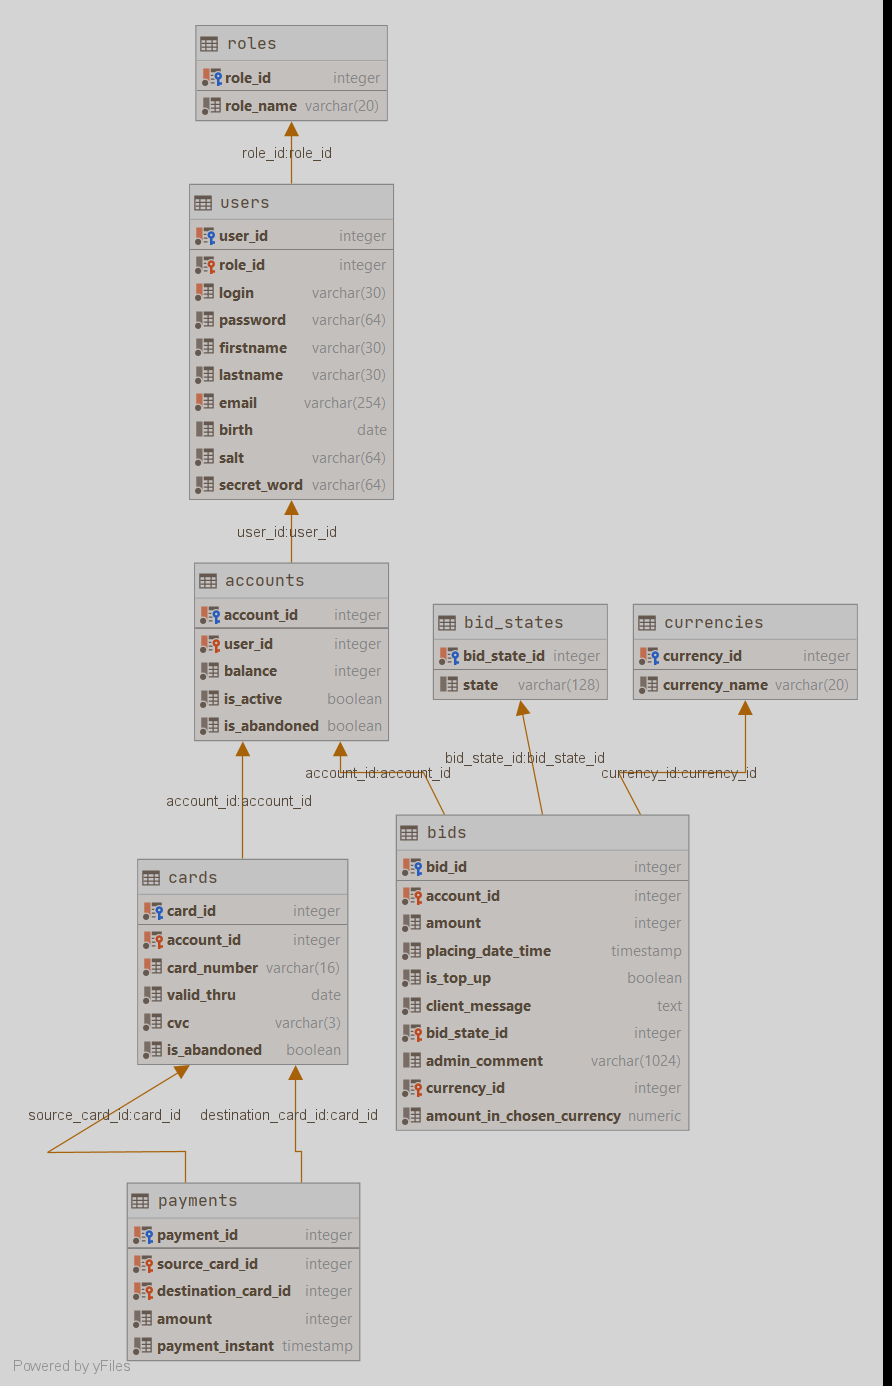 roles
role_id integer
role_name varchar(20)
role_id:role_id
users
user_id integer
role_id integer
login varchar(30)
password varchar(64)
firstname varchar(30)
lastname varchar(30)
email varchar(254)
birth date
salt varchar(64)
secret_word varchar(64)
user_id:user_id
accounts
account_id integer
user_id integer
balance integer
is_active boolean
is_abandoned boolean
bid_states
bid_state_id integer
state varchar(128)
currencies
currency_id integer
currency_name varchar(20)
bid_state_id:bid_state_id
account_id:account_id
currency_id:currency_id
account_id:account_id
bids
bid_id integer
account_id integer
amount integer
placing_date_time timestamp
is_top_up boolean
client_message text
bid_state_id integer
admin_comment varchar(1024)
currency_id integer
amount_in_chosen_currency numeric
cards
card_id integer
account_id integer
card_number varchar(16)
valid_thru date
cvc varchar(3)
is_abandoned boolean
source_card_id:card_id
destination_card_id:card_id
payments
payment_id integer
source_card_id integer
destination_card_id integer
amount integer
payment_instant timestamp
Powered by yFiles